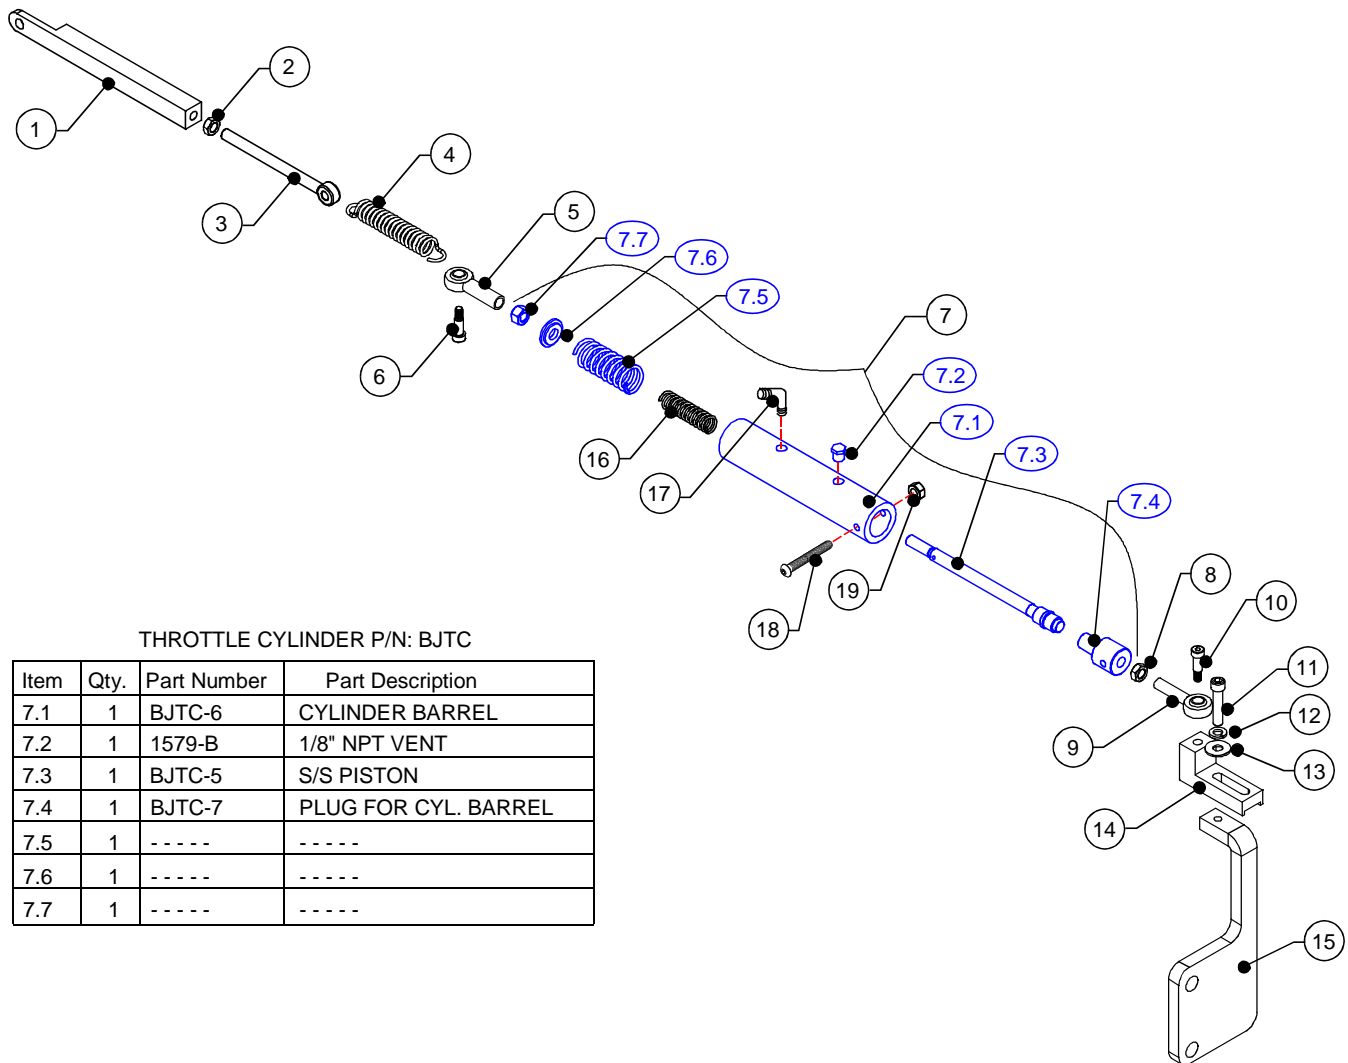 1
2
3
4
5
6
7.7
7.6
7.5
7
7.2
7.1
7.3
7.4
16
17
18
19
8
10
11
9
12
13
14
15
THROTTLE CYLINDER P/N: BJTC
Item Qty. Part Number Part Description
7.1 1 BJTC-6 CYLINDER BARREL
7.2 1 1579-B 1/8" NPT VENT
7.3 1 BJTC-5 S/S PISTON
7.4 1 BJTC-7 PLUG FOR CYL. BARREL
7.5 1 - - - - - - - - - -
7.6 1 - - - - - - - - - -
7.7 1 - - - - - - - - - -